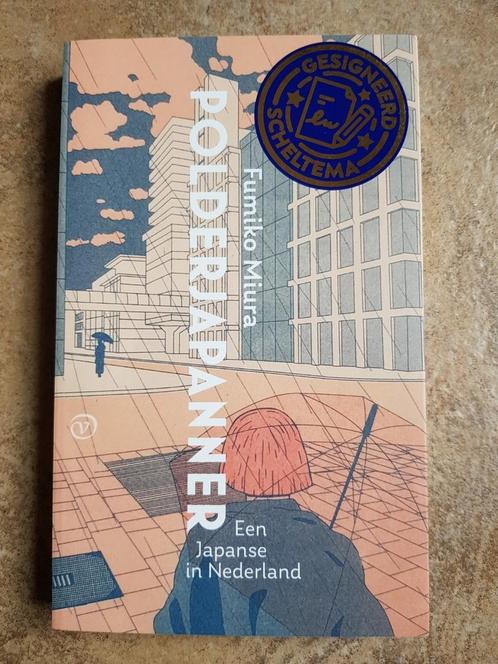 GESIGNEERD
SCHELTEMA
POLDERJAPANNER
Fumiko Miura
Een
Japanse
in Nederland
V